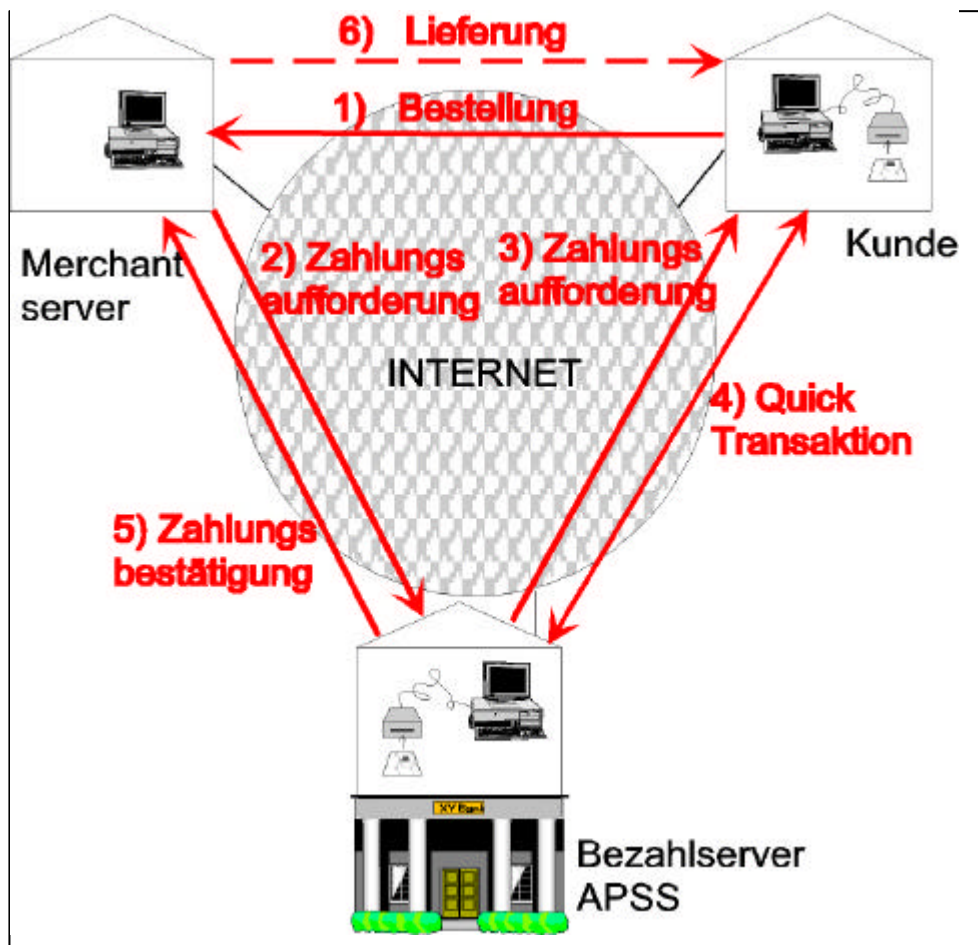 6) Lieferung
1) Bestellung
Merchant
server
2) Zahlungs
aufforderung
3) Zahlungs
aufforderung
Kunde
INTERNET
4) Quick
Transaktion
5) Zahlungs
bestätigung
XY Bank
Bezahlserver
APSS